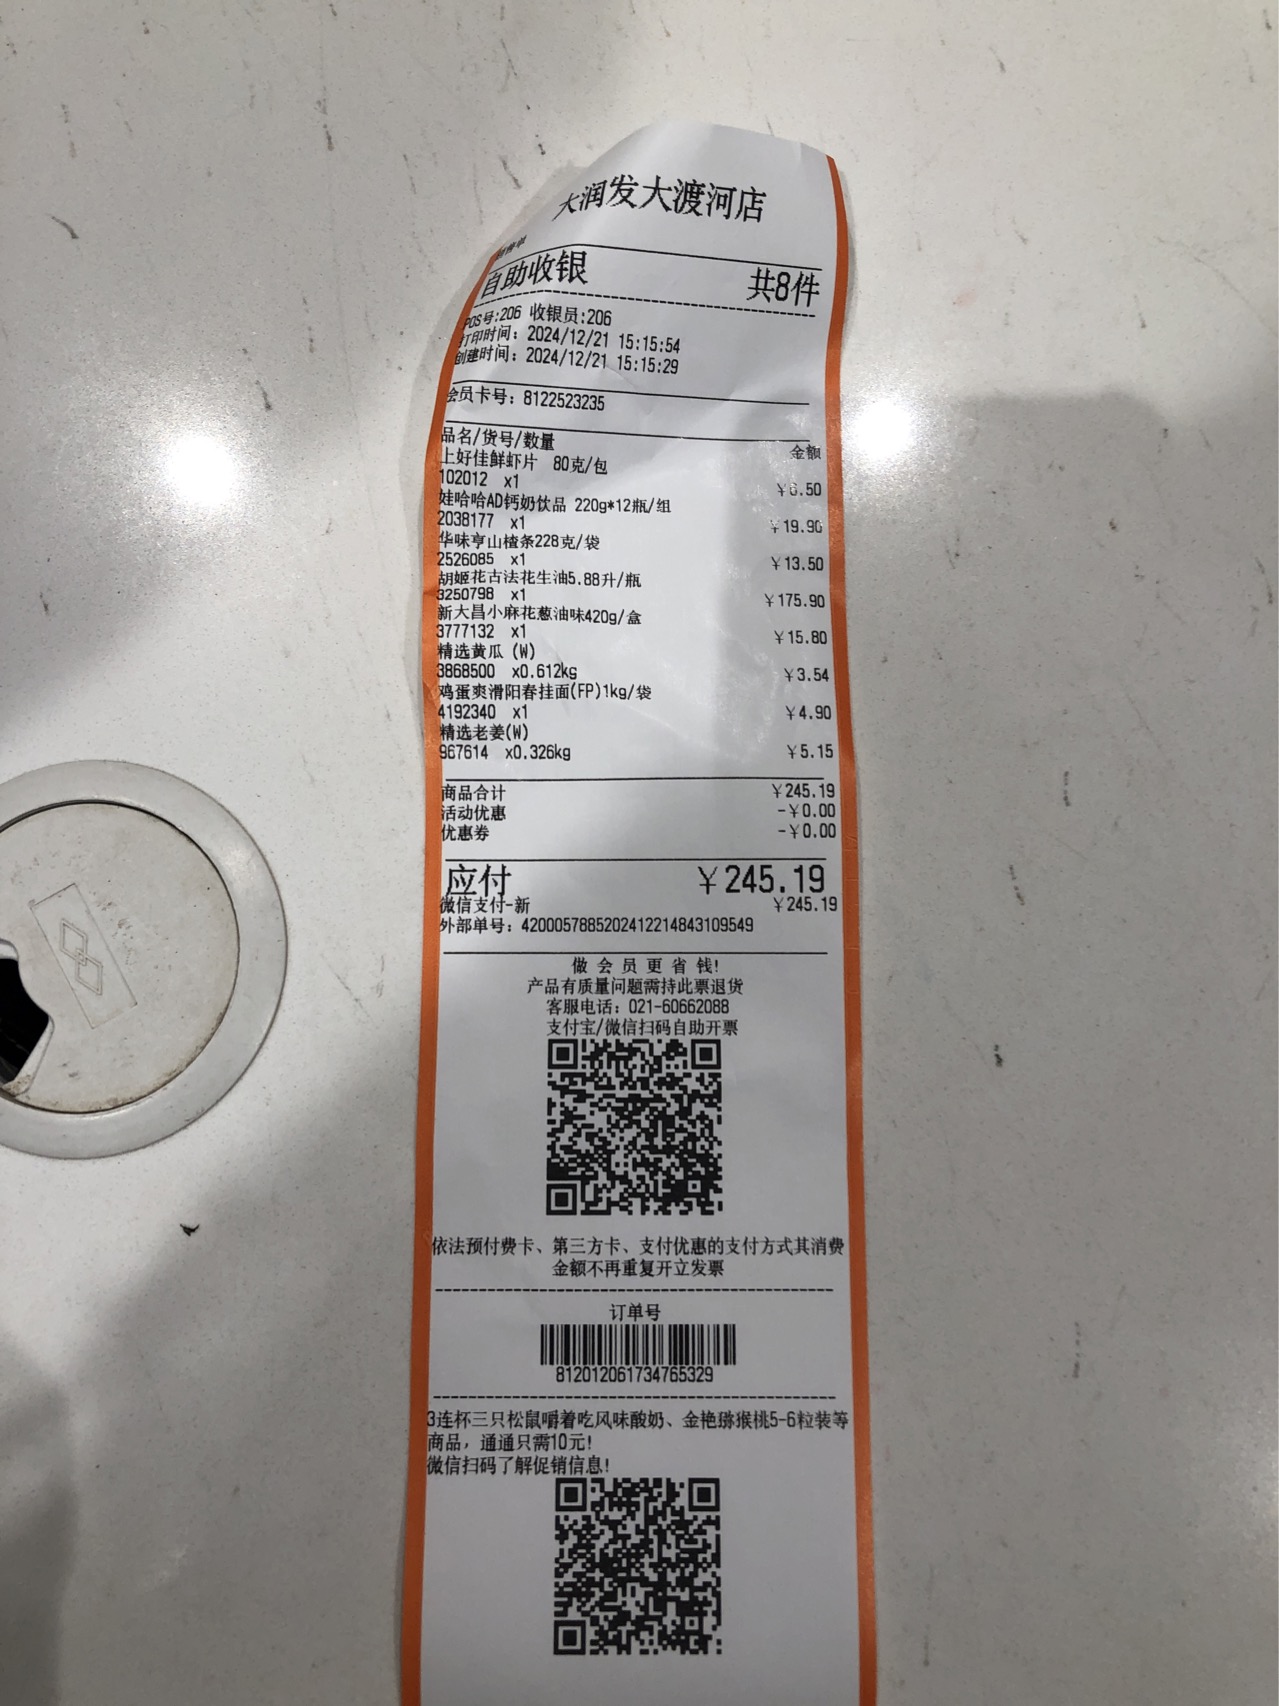 大润发大渡河店
自助收银 共8件
POS号:206 收银员:206
打印时间：2024/12/21 15:15:54
创建时间：2024/12/21 15:15:29
会员卡号：8122523235
品名/货号/数量 金额
上好佳鲜虾片 80克/包
102012 x1 ￥6.50
娃哈哈AD钙奶饮品 220g*12瓶/组
2038177 x1 ￥19.90
华味亨山楂条228克/袋
2526085 x1 ￥13.50
胡姬花古法花生油5.88升/瓶
3250798 x1 ￥175.90
新大昌小麻花葱油味420g/盒
3777132 x1 ￥15.80
精选黄瓜(W)
3868500 x0.612kg ￥3.54
鸡蛋爽滑阳春挂面(FP)1kg/袋
4192340 x1 ￥4.90
精选老姜(W)
967614 x0.326kg ￥5.15
商品合计 ￥245.19
活动优惠 -￥0.00
优惠券 -￥0.00
应付 ￥245.19
微信支付-新 ￥245.19
外部单号：4200057885202412214843109549
做会员更省钱!
产品有质量问题需持此票退货
客服电话：021-60662088
支付宝/微信扫码自助开票
依法预付费卡、第三方卡、支付优惠的支付方式其消费
金额不再重复开立发票
订单号
812012061734765329
3连杯三只松鼠嚼着吃风味酸奶、金艳猕猴桃5-6粒装等
商品，通通只需10元!
微信扫码了解促销信息!